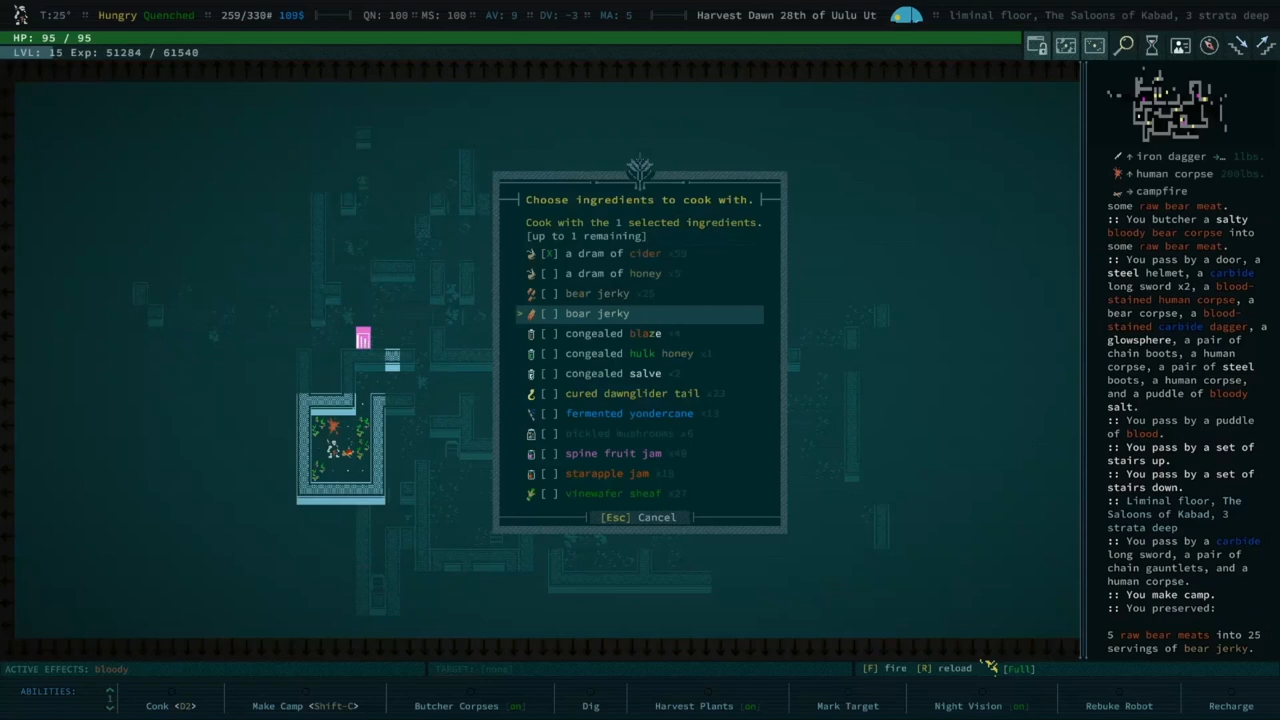 T:25° Hungry Quenched 259/330# 109$ QN: 100 MS: 100 AV: 9 DV: -3 MA: 5 Harvest Dawn 28th of Uulu Ut liminal floor, The Saloons of Kabad, 3 strata deep
HP: 95 / 95
LVL: 15 Exp: 51284 / 61540
Choose ingredients to cook with.
Cook with the 1 selected ingredients.
[up to 1 remaining]
[X] a dram of cider
[ ] a dram of honey
[ ] bear jerky x25
> [ ] boar jerky
[ ] congealed blaze
[ ] congealed hulk honey x1
[ ] congealed salve x2
[ ] cured dawnglider tail
[ ] fermented yondercane x13
[ ] pickled mushrooms x6
[ ] spine fruit jam
[ ] starapple jam x18
[ ] vinewafer sheaf x27
[Esc] Cancel
iron dagger →… 1lbs.
human corpse 200lbs.
campfire
some raw bear meat.
:: You butcher a salty
bloody bear corpse into
some raw bear meat.
:: You pass by a door, a
steel helmet, a carbide
long sword x2, a blood-
stained human corpse, a
bear corpse, a blood-
stained carbide dagger, a
glowsphere, a pair of
chain boots, a human
corpse, a pair of steel
boots, a human corpse,
and a puddle of bloody
salt.
:: You pass by a puddle
of blood.
:: You pass by a set of
stairs up.
:: You pass by a set of
stairs down.
:: Liminal floor, The
Saloons of Kabad, 3
strata deep
:: You pass by a carbide
long sword, a pair of
chain gauntlets, and a
human corpse.
:: You make camp.
:: You preserved:
5 raw bear meats into 25
servings of bear jerky.
ACTIVE EFFECTS: bloody
TARGET: [none]
[F] fire [R] reload [Full]
ABILITIES: 1 Conk <D2> Make Camp <Shift-C> Butcher Corpses [on] Dig Harvest Plants [on] Mark Target Night Vision [on] Rebuke Robot Recharge